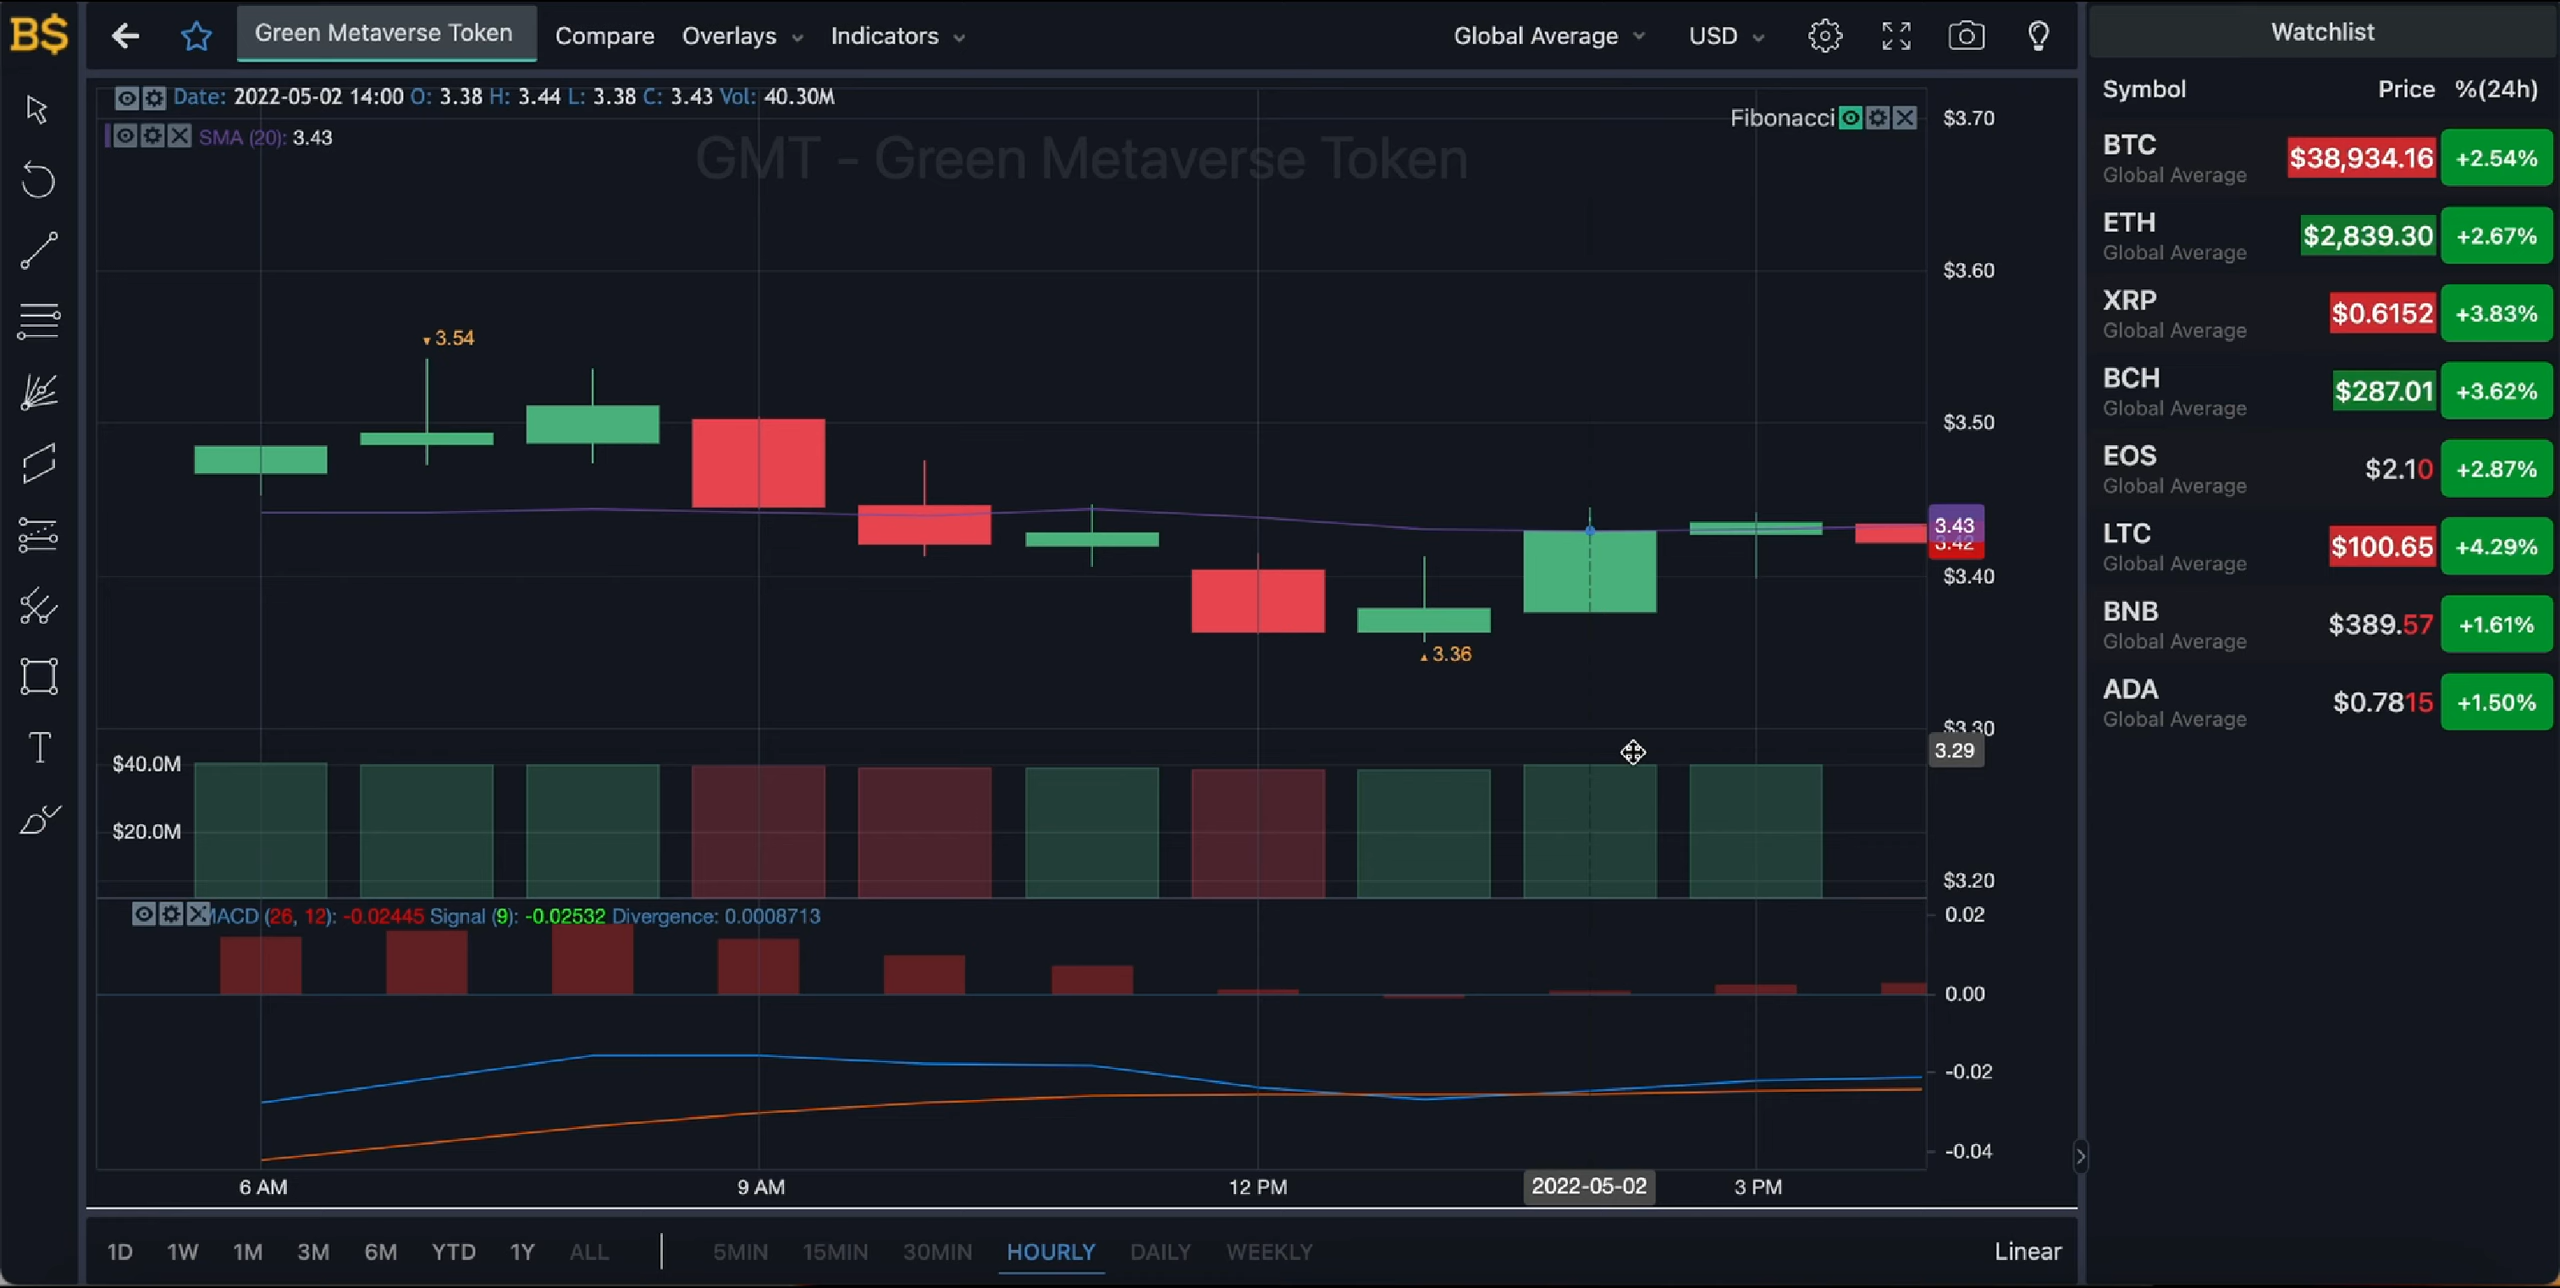 B$
Green Metaverse Token
Compare
Overlays
Indicators
Global Average
USD
Date: 2022-05-02 14:00 O: 3.38 H: 3.44 L: 3.38 C: 3.43 Vol: 40.30M
SMA (20): 3.43
GMT - Green Metaverse Token
Fibonacci
$3.70
$3.60
$3.50
$3.40
$3.30
$3.20
3.43
3.42
3.29
3.54
3.36
$40.0M
$20.0M
MACD (26, 12): -0.02445 Signal (9): -0.02532 Divergence: 0.0008713
0.02
0.00
-0.02
-0.04
6 AM
9 AM
12 PM
2022-05-02
3 PM
1D
1W
1M
3M
6M
YTD
1Y
ALL
5MIN
15MIN
30MIN
HOURLY
DAILY
WEEKLY
Linear
Watchlist
Symbol Price %(24h)
BTC $38,934.16 +2.54%
Global Average
ETH $2,839.30 +2.67%
Global Average
XRP $0.6152 +3.83%
Global Average
BCH $287.01 +3.62%
Global Average
EOS $2.10 +2.87%
Global Average
LTC $100.65 +4.29%
Global Average
BNB $389.57 +1.61%
Global Average
ADA $0.7815 +1.50%
Global Average